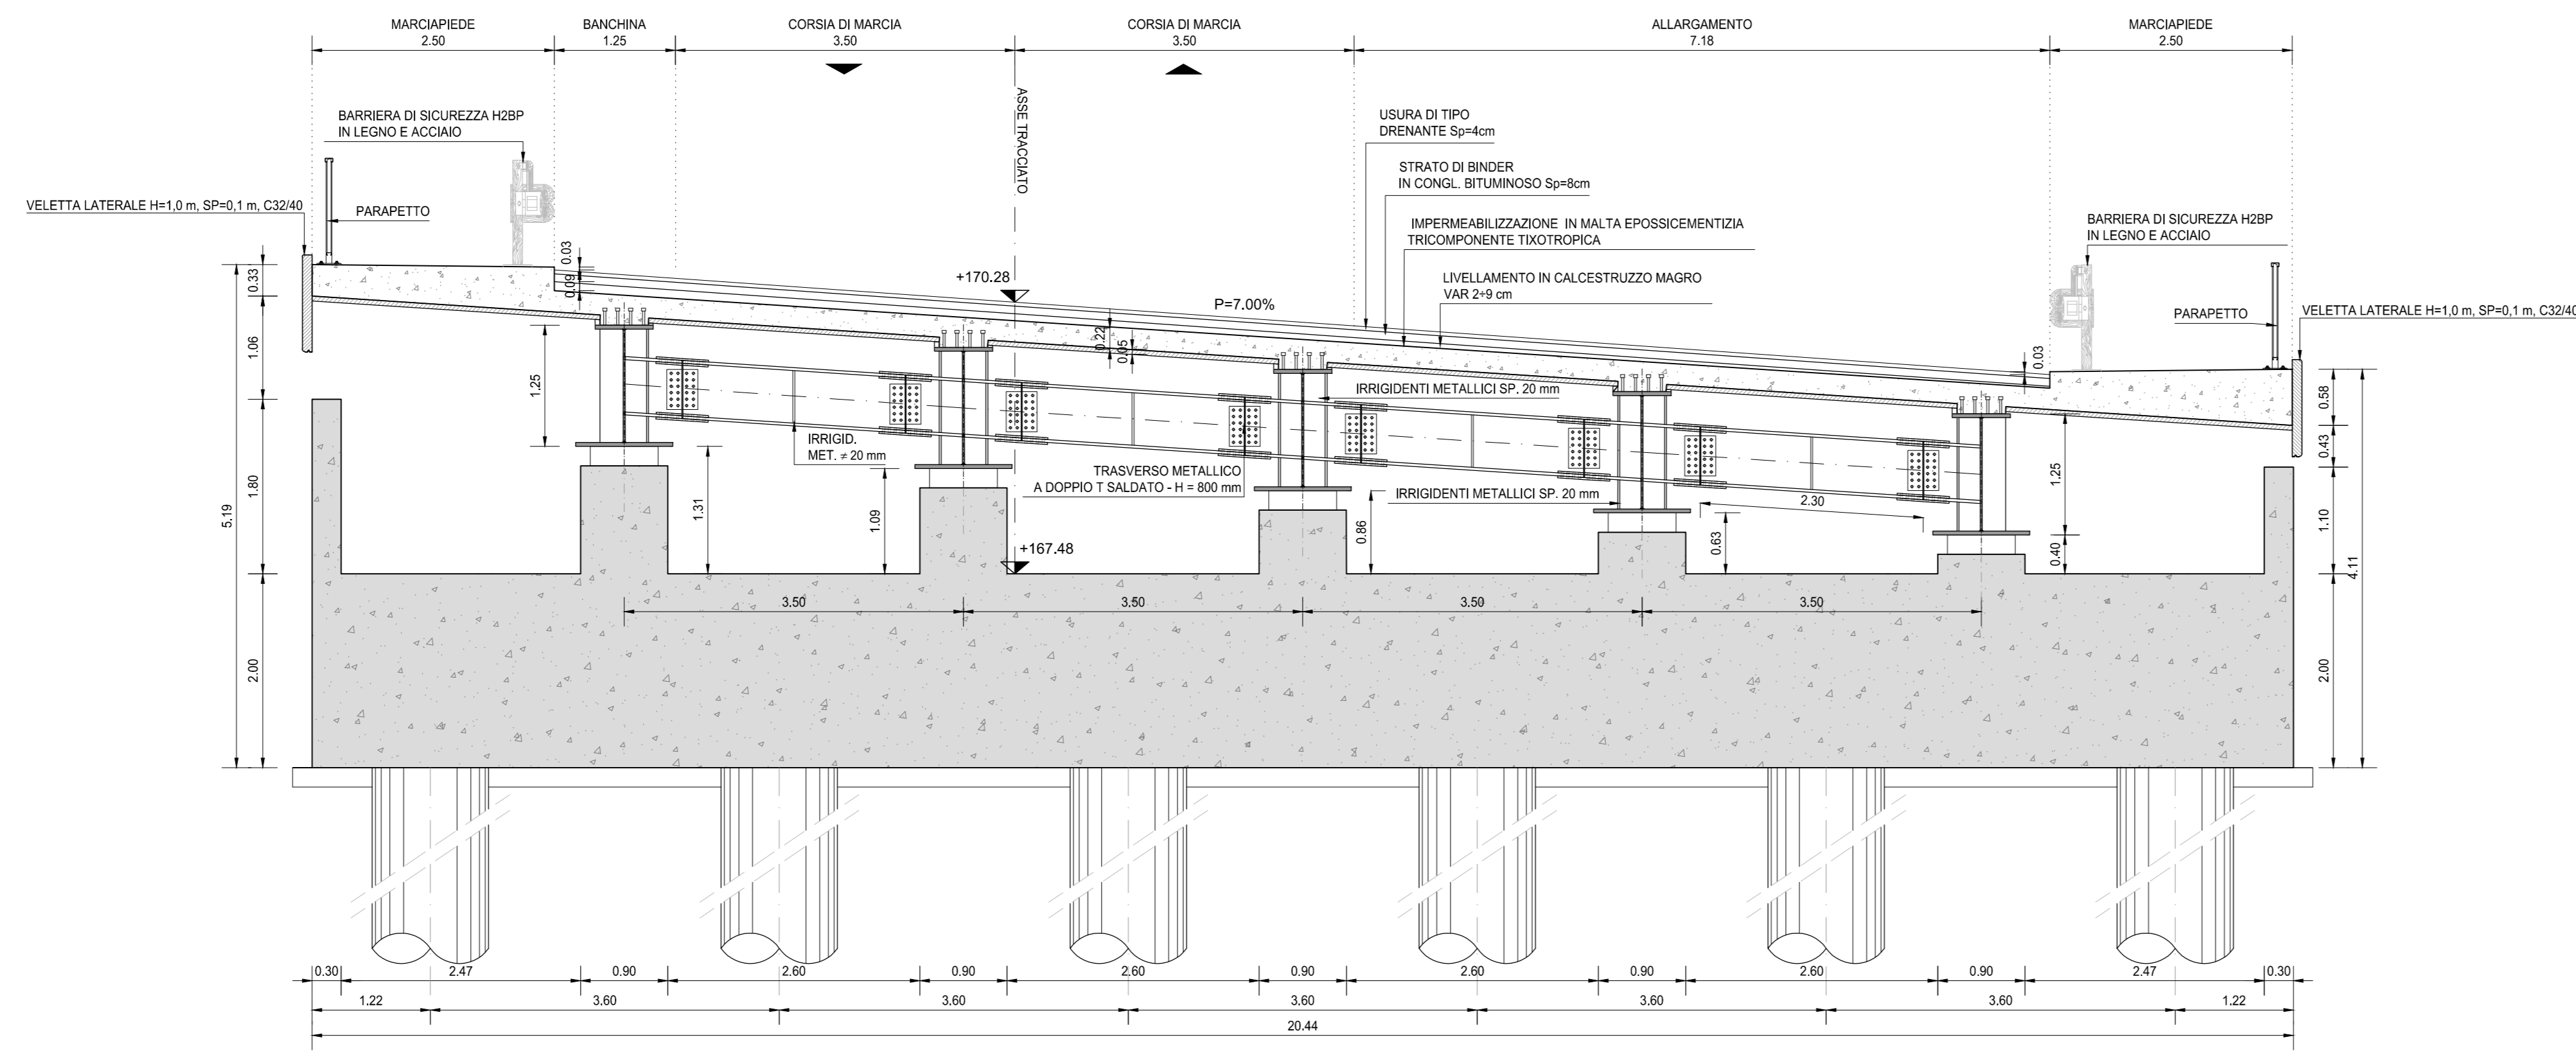 MARCIAPIEDE
2.50
BANCHINA
1.25
CORSIA DI MARCIA
3.50
CORSIA DI MARCIA
3.50
ALLARGAMENTO
7.18
MARCIAPIEDE
2.50
ASSE TRACCIATO
BARRIERA DI SICUREZZA H2BP
IN LEGNO E ACCIAIO
VELETTA LATERALE H=1,0 m, SP=0,1 m, C32/40
PARAPETTO
USURA DI TIPO
DRENANTE Sp=4cm
STRATO DI BINDER
IN CONGL. BITUMINOSO Sp=8cm
IMPERMEABILIZZAZIONE IN MALTA EPOSSICEMENTIZIA
TRICOMPONENTE TIXOTROPICA
LIVELLAMENTO IN CALCESTRUZZO MAGRO
VAR 2÷9 cm
BARRIERA DI SICUREZZA H2BP
IN LEGNO E ACCIAIO
PARAPETTO
VELETTA LATERALE H=1,0 m, SP=0,1 m, C32/40
+170.28
P=7.00%
0.03
0.09
0.22
0.05
0.03
0.33
1.06
1.80
2.00
5.19
1.25
IRRIGID.
MET. ≠ 20 mm
1.31
1.09
TRASVERSO METALLICO
A DOPPIO T SALDATO - H = 800 mm
IRRIGIDENTI METALLICI SP. 20 mm
IRRIGIDENTI METALLICI SP. 20 mm
0.86
0.63
2.30
1.25
0.40
0.58
0.43
1.10
2.00
4.11
+167.48
3.50
3.50
3.50
3.50
0.30
2.47
0.90
2.60
0.90
2.60
0.90
2.60
0.90
2.60
0.90
2.47
0.30
1.22
3.60
3.60
3.60
3.60
3.60
1.22
20.44